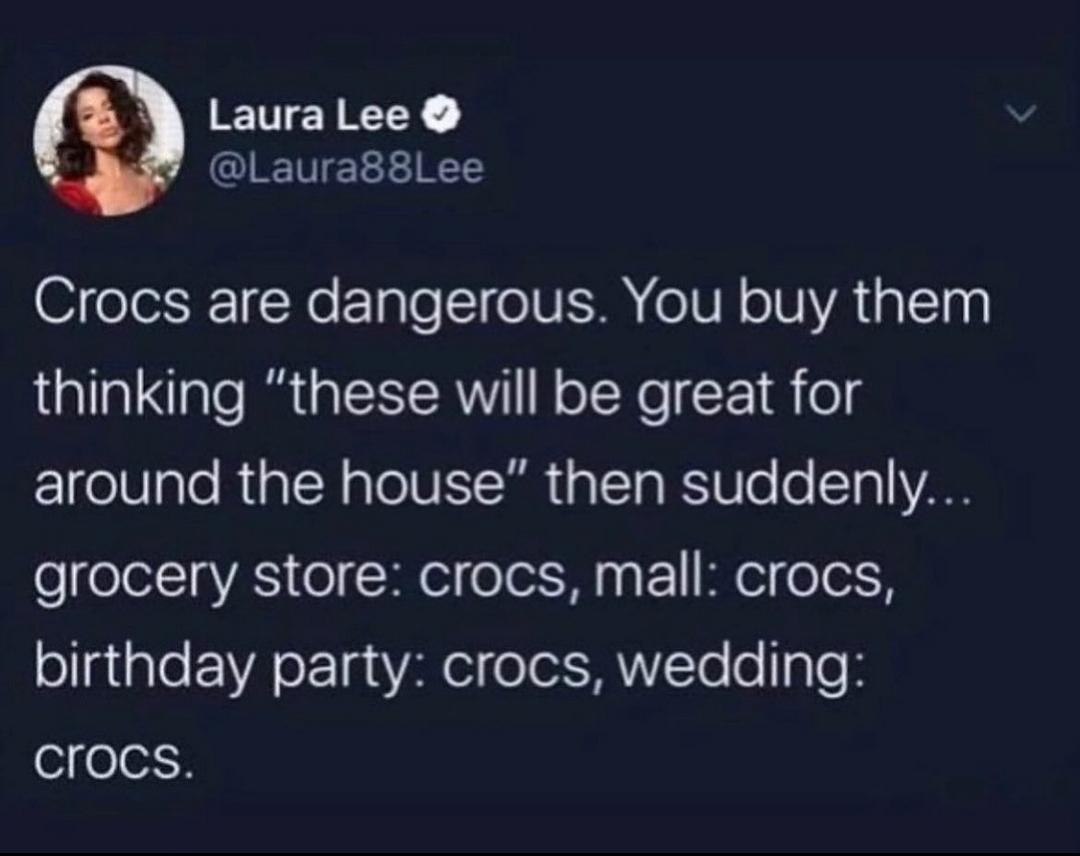 Laura Lee
@Laura88Lee
Crocs are dangerous. You buy them
thinking "these will be great for
around the house" then suddenly...
grocery store: crocs, mall: crocs,
birthday party: crocs, wedding:
crocs.